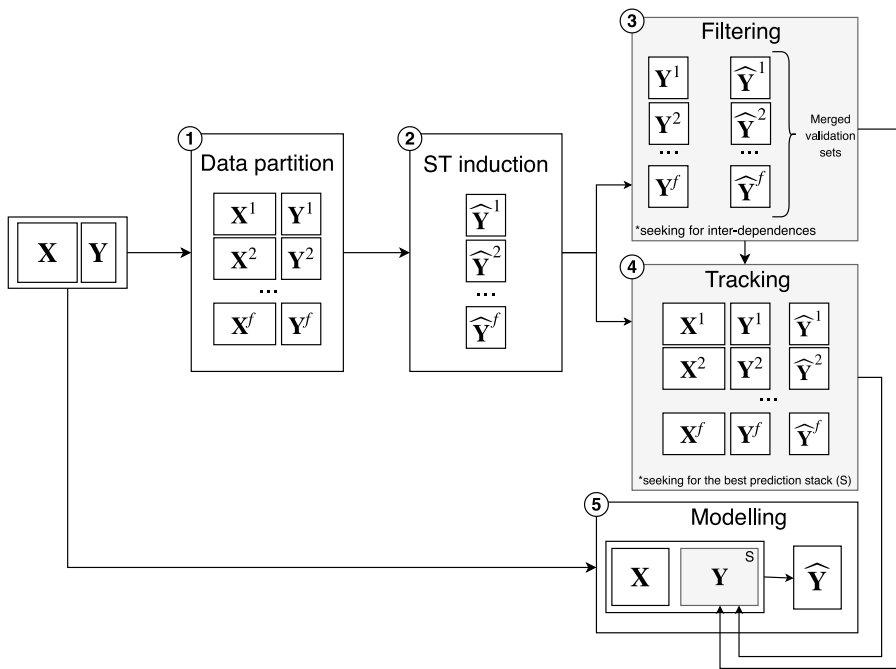 X Y
1
Data partition
X¹ Y¹
X² Y²
...
Xᶠ Yᶠ
2
ST induction
Ŷ¹
Ŷ²
...
Ŷᶠ
3
Filtering
Y¹ Ŷ¹
Y² Ŷ²
... ...
Yᶠ Ŷᶠ
Merged
validation
sets
*seeking for inter-dependences
4
Tracking
X¹ Y¹ Ŷ¹
X² Y² Ŷ²
...
Xᶠ Yᶠ Ŷᶠ
*seeking for the best prediction stack (S)
5
Modelling
S
X Y Ŷ